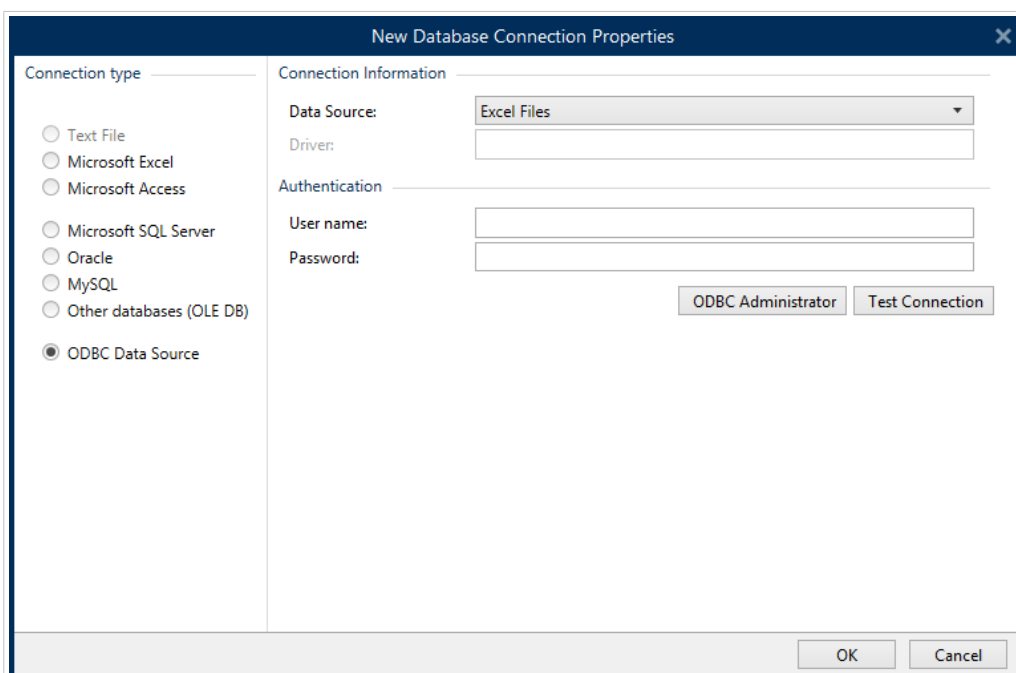 New Database Connection Properties
Connection type
Text File
Microsoft Excel
Microsoft Access
Microsoft SQL Server
Oracle
MySQL
Other databases (OLE DB)
ODBC Data Source
Connection Information
Data Source: Excel Files
Driver:
Authentication
User name:
Password:
ODBC Administrator Test Connection
OK Cancel